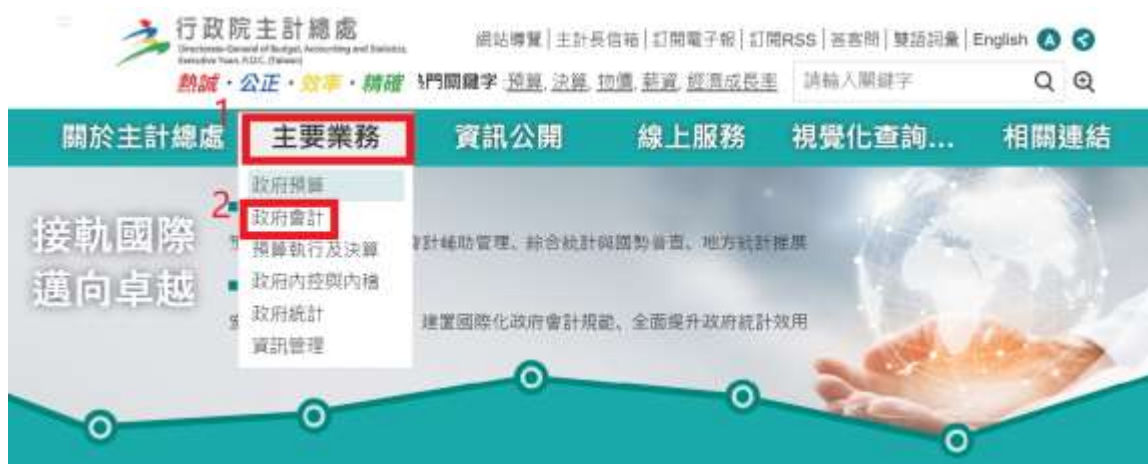 行政院主計總處
Directorate-General of Budget, Accounting and Statistics,
Executive Yuan, R.O.C. (Taiwan)
網站導覽 | 主計長信箱 | 訂閱電子報 | 訂閱RSS | 答客問 | 雙語詞彙 | English
熱誠・公正・效率・精確
門關鍵字 :預算, 決算, 物價, 薪資, 經濟成長率
請輸入關鍵字
1
關於主計總處 主要業務 資訊公開 線上服務 視覺化查詢... 相關連結
政府預算
2
政府會計
預算執行及決算
政府內控與內稽
政府統計
資訊管理
接軌國際
邁向卓越
會計輔助管理、綜合統計與國勢普查、地方統計推展
建置國際化政府會計規範、全面提升政府統計效用